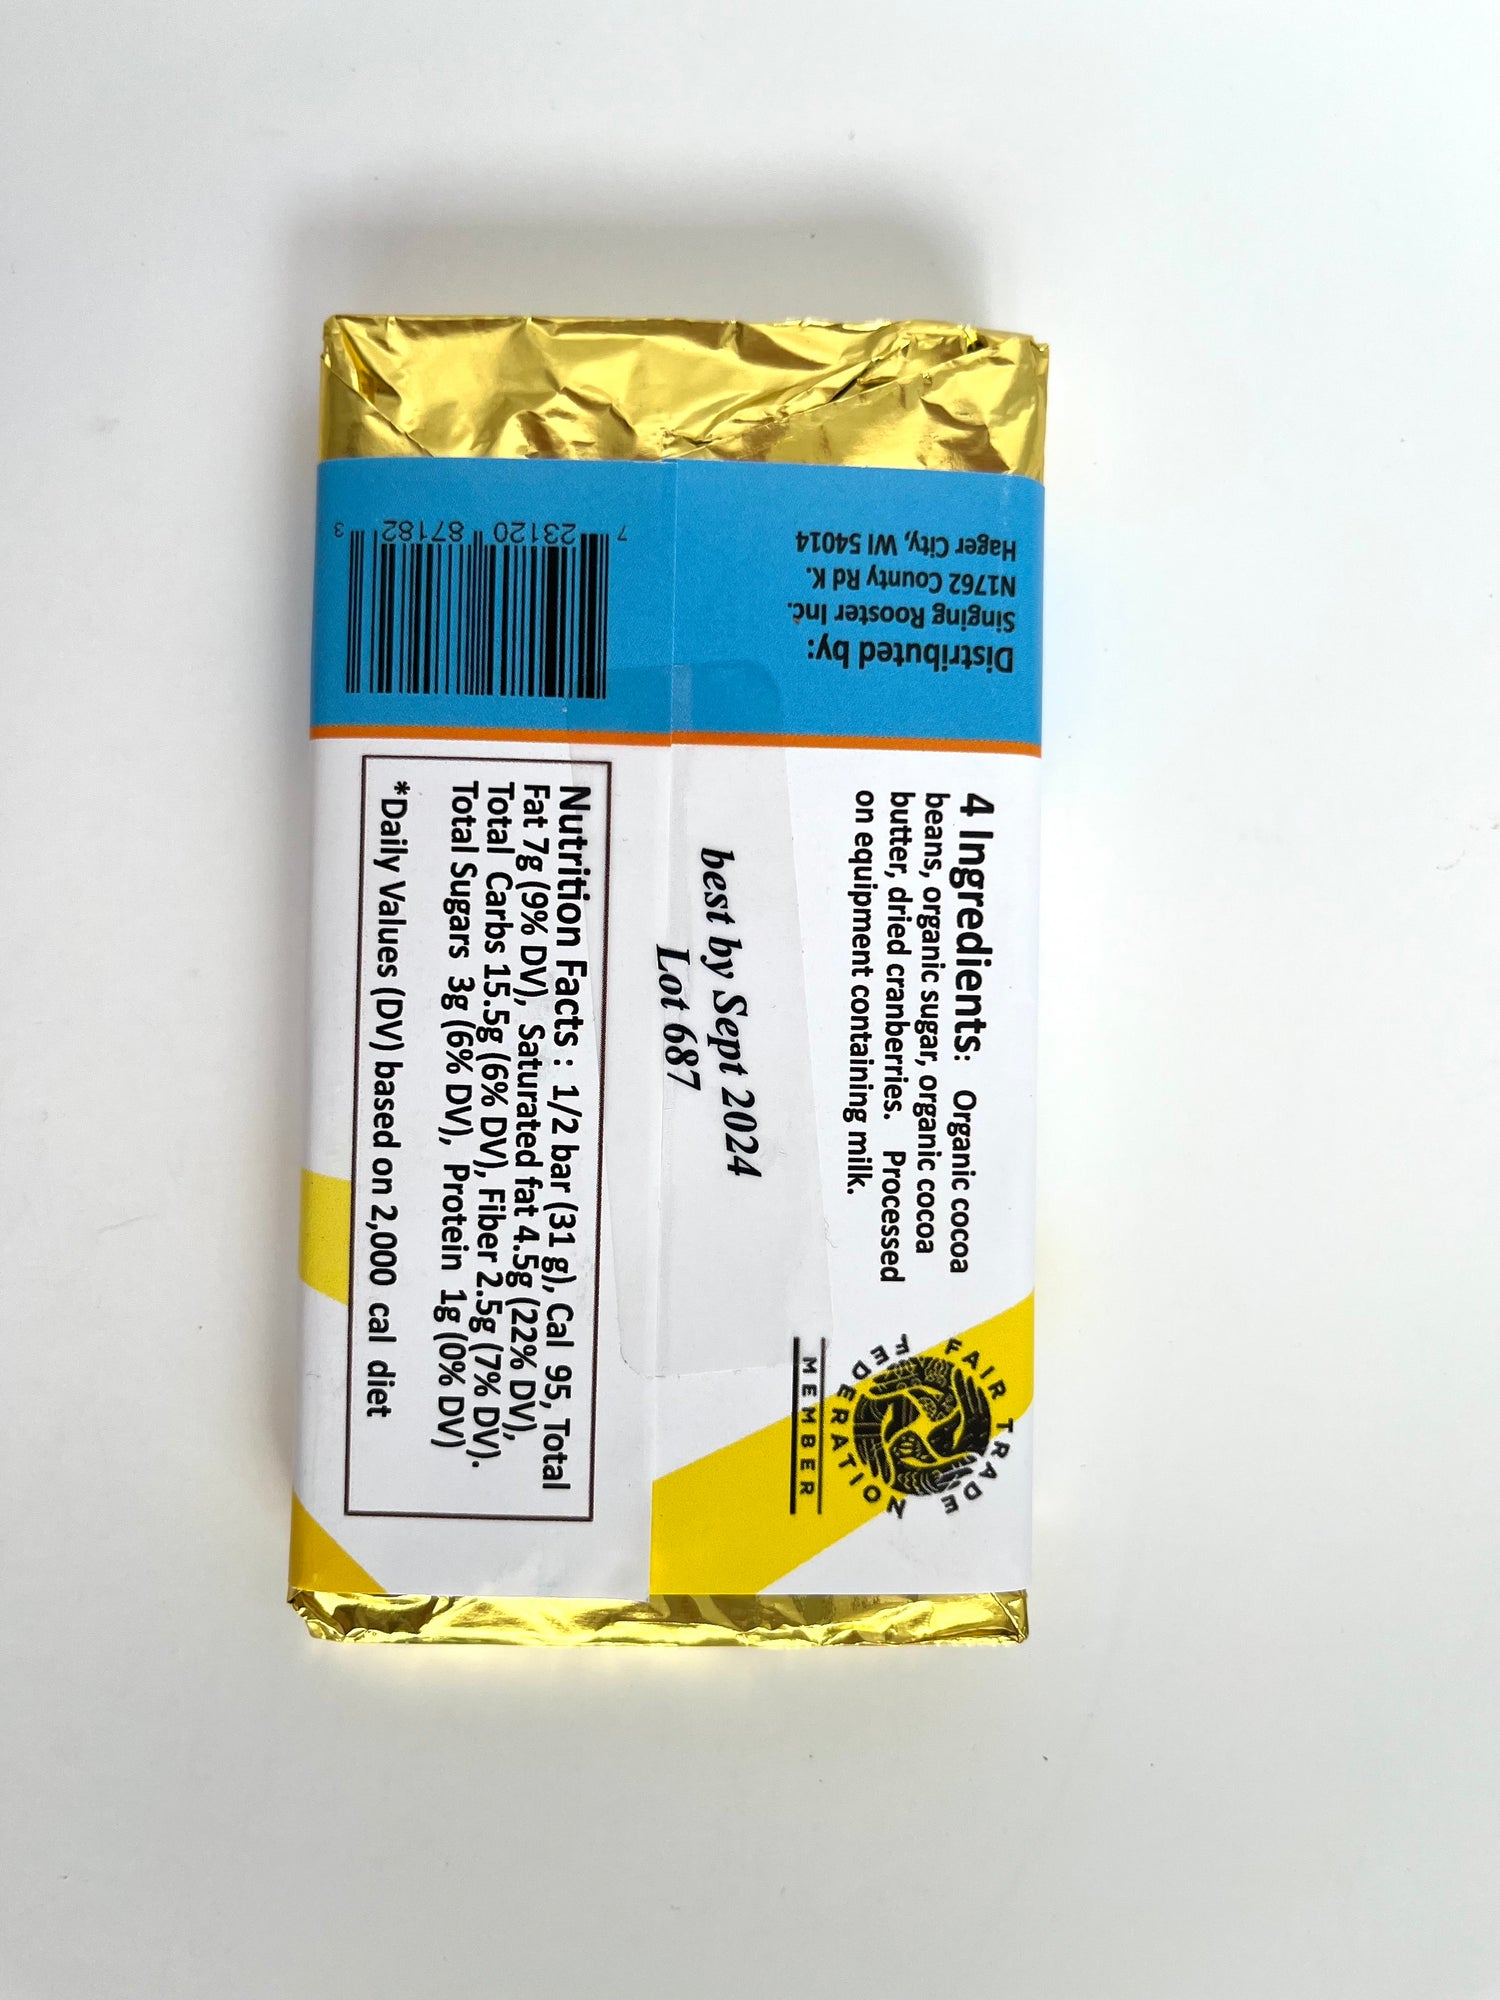 Distributed by:
Singing Rooster Inc.
N1762 County Rd K.
Hager City, WI 54014
7 23120 87182 3
4 Ingredients: Organic cocoa
beans, organic sugar, organic cocoa
butter, dried cranberries. Processed
on equipment containing milk.
FAIR TRADE
FEDERATION
MEMBER
best by Sept 2024
Lot 687
Nutrition Facts : 1/2 bar (31 g), Cal 95, Total
Fat 7g (9% DV), Saturated fat 4.5g (22% DV),
Total Carbs 15.5g (6% DV), Fiber 2.5g (7% DV).
Total Sugars 3g (6% DV), Protein 1g (0% DV)
*Daily Values (DV) based on 2,000 cal diet